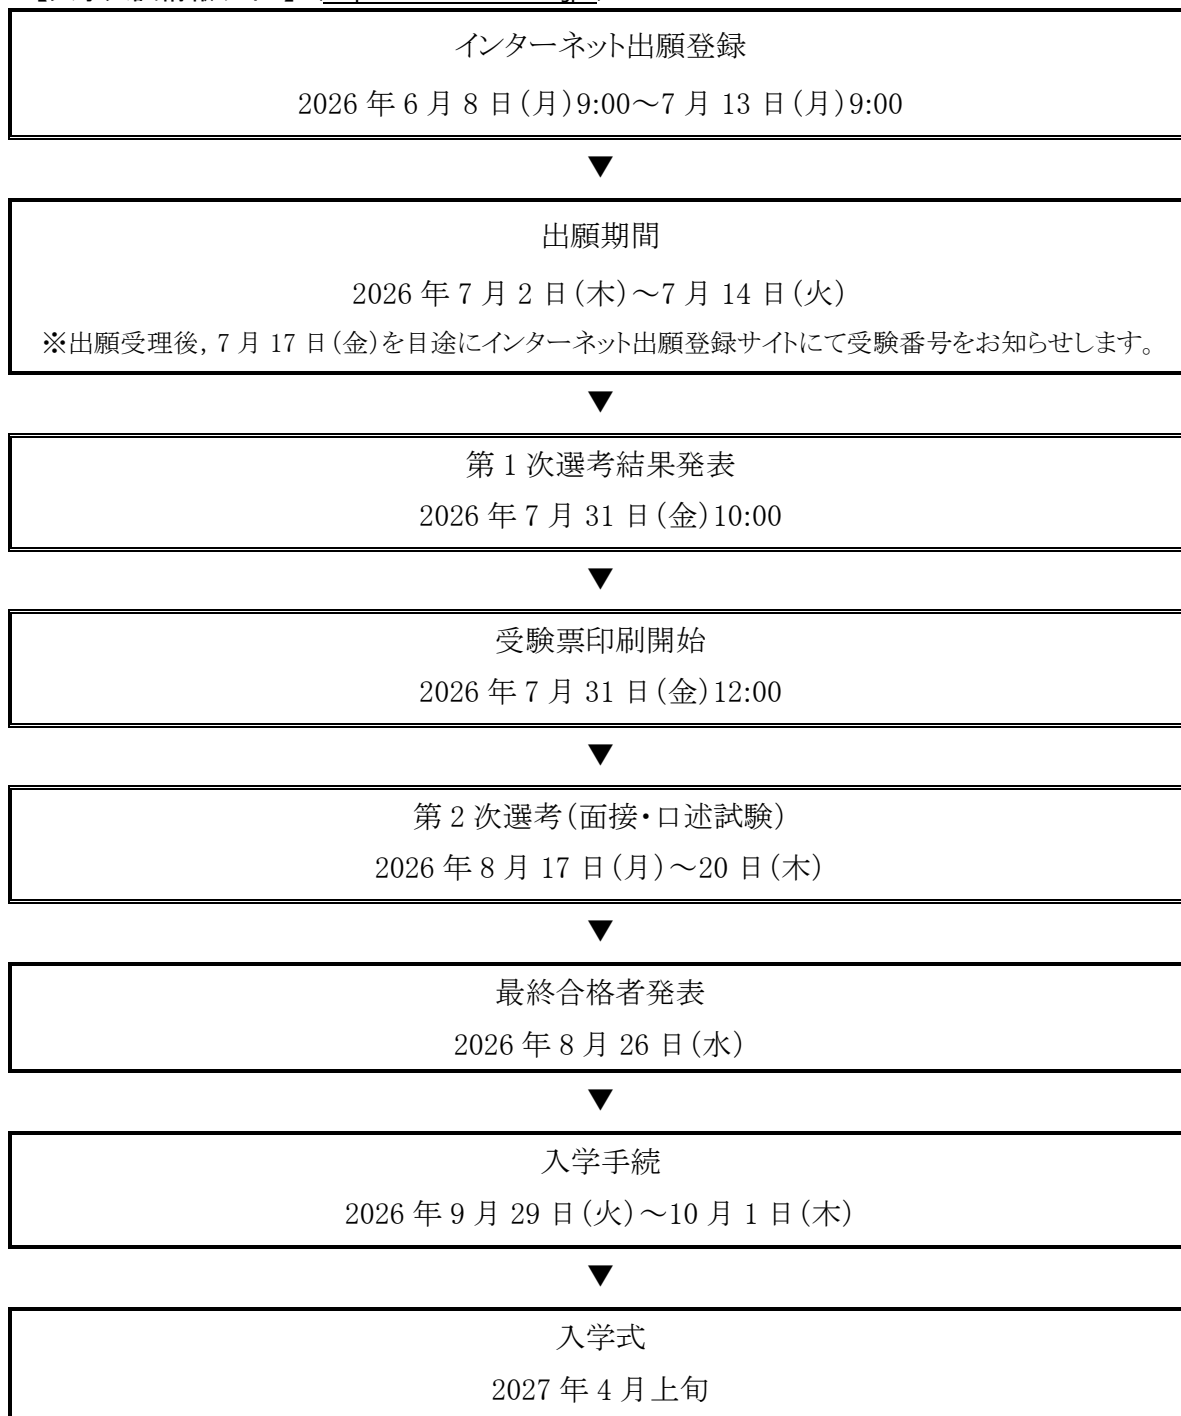 インターネット出願登録
2026 年 6 月 8 日(月)9:00～7 月 13 日(月)9:00
▼
出願期間
2026 年 7 月 2 日(木)～7 月 14 日(火)
※出願受理後, 7 月 17 日(金)を目途にインターネット出願登録サイトにて受験番号をお知らせします。
▼
第 1 次選考結果発表
2026 年 7 月 31 日(金)10:00
▼
受験票印刷開始
2026 年 7 月 31 日(金)12:00
▼
第 2 次選考(面接・口述試験)
2026 年 8 月 17 日(月)～20 日(木)
▼
最終合格者発表
2026 年 8 月 26 日(水)
▼
入学手続
2026 年 9 月 29 日(火)～10 月 1 日(木)
▼
入学式
2027 年 4 月上旬